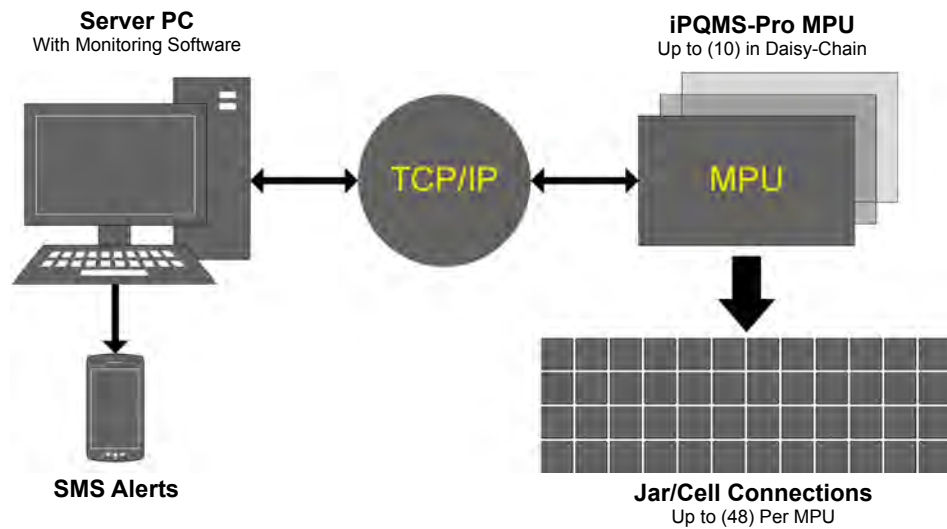 Server PC
With Monitoring Software
iPQMS-Pro MPU
Up to (10) in Daisy-Chain
TCP/IP
MPU
SMS Alerts
Jar/Cell Connections
Up to (48) Per MPU